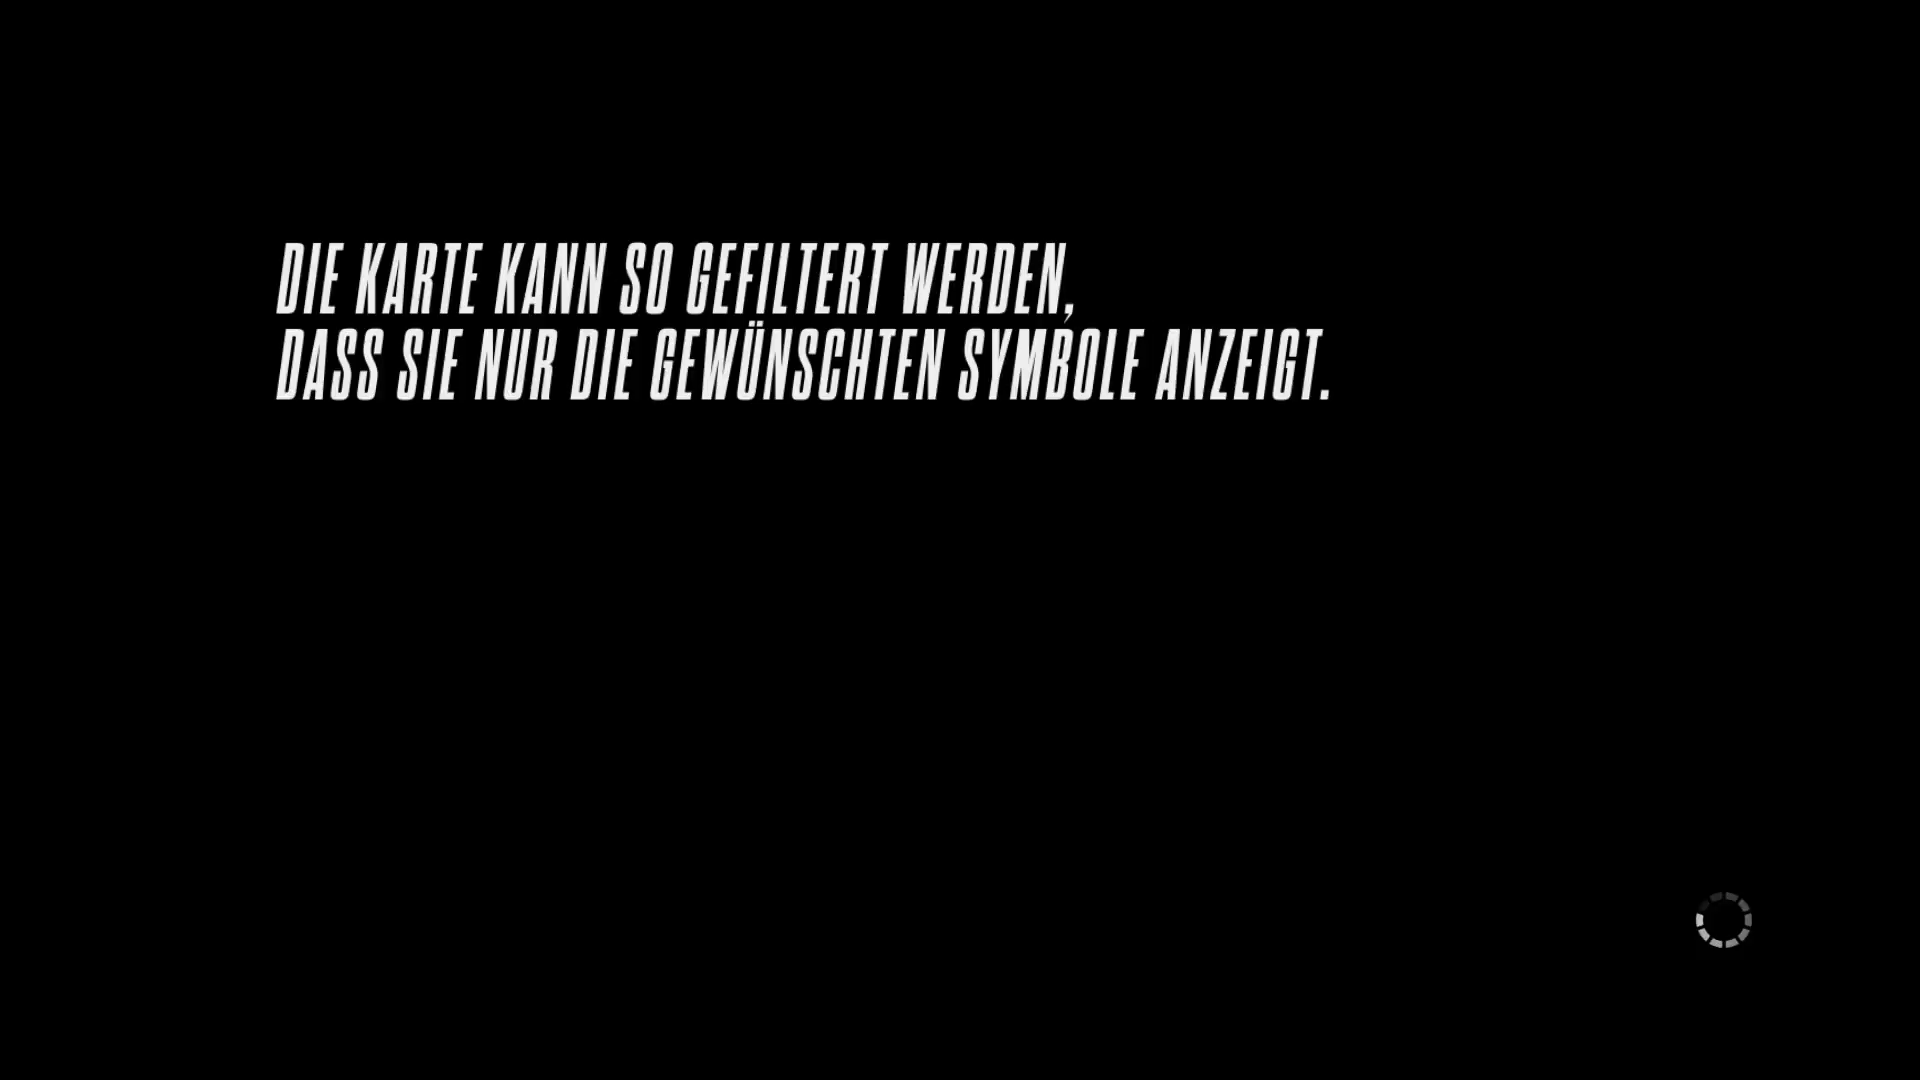 DIE KARTE KANN SO GEFILTERT WERDEN,
DASS SIE NUR DIE GEWÜNSCHTEN SYMBOLE ANZEIGT.